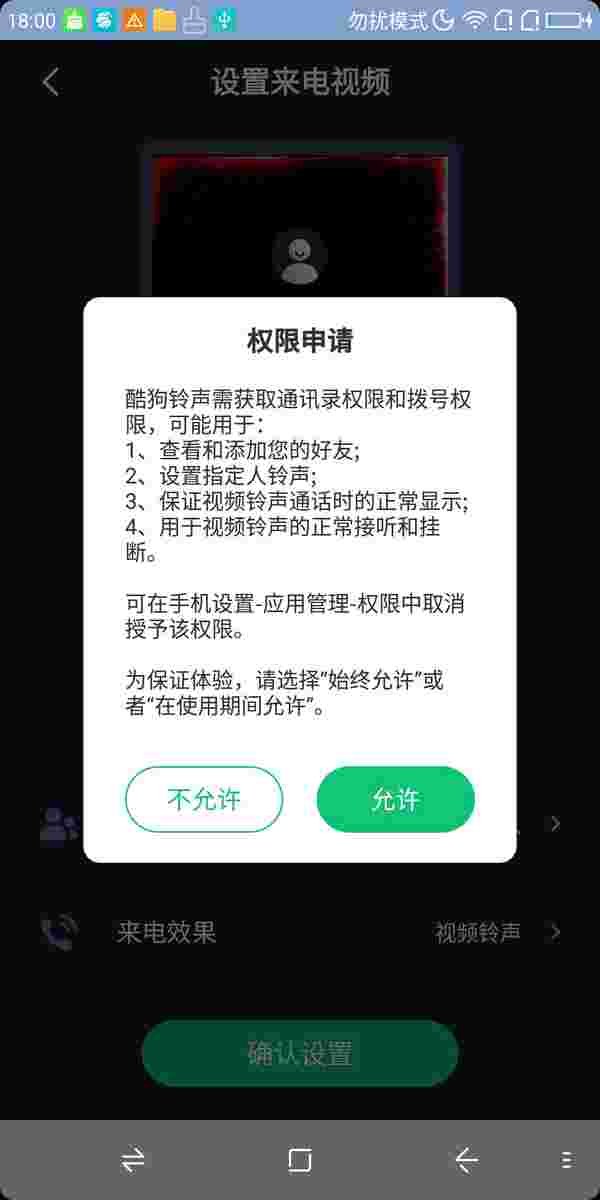 18:00
勿扰模式
设置来电视频
权限申请
酷狗铃声需获取通讯录权限和拨号权
限，可能用于：
1、查看和添加您的好友;
2、设置指定人铃声;
3、保证视频铃声通话时的正常显示;
4、用于视频铃声的正常接听和挂
断。
可在手机设置-应用管理-权限中取消
授予该权限。
为保证体验，请选择"始终允许"或
者“在使用期间允许”。
不允许
允许
来电效果
视频铃声
确认设置